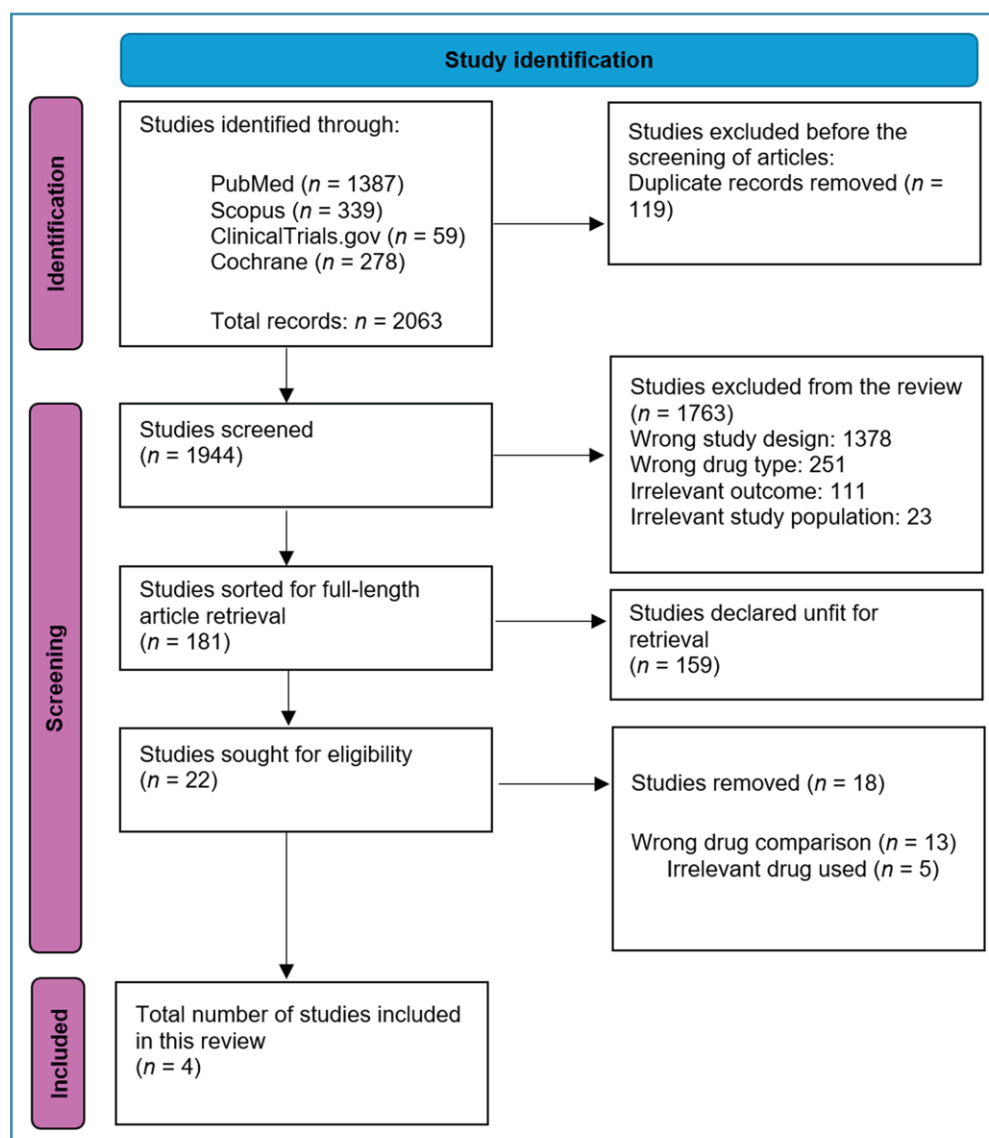 Study identification
Identification
Studies identified through:
PubMed (n = 1387)
Scopus (n = 339)
ClinicalTrials.gov (n = 59)
Cochrane (n = 278)
Total records: n = 2063
Studies excluded before the
screening of articles:
Duplicate records removed (n =
119)
Screening
Studies screened
(n = 1944)
Studies excluded from the review
(n = 1763)
Wrong study design: 1378
Wrong drug type: 251
Irrelevant outcome: 111
Irrelevant study population: 23
Studies sorted for full-length
article retrieval
(n = 181)
Studies declared unfit for
retrieval
(n = 159)
Studies sought for eligibility
(n = 22)
Studies removed (n = 18)
Wrong drug comparison (n = 13)
Irrelevant drug used (n = 5)
Included
Total number of studies included
in this review
(n = 4)